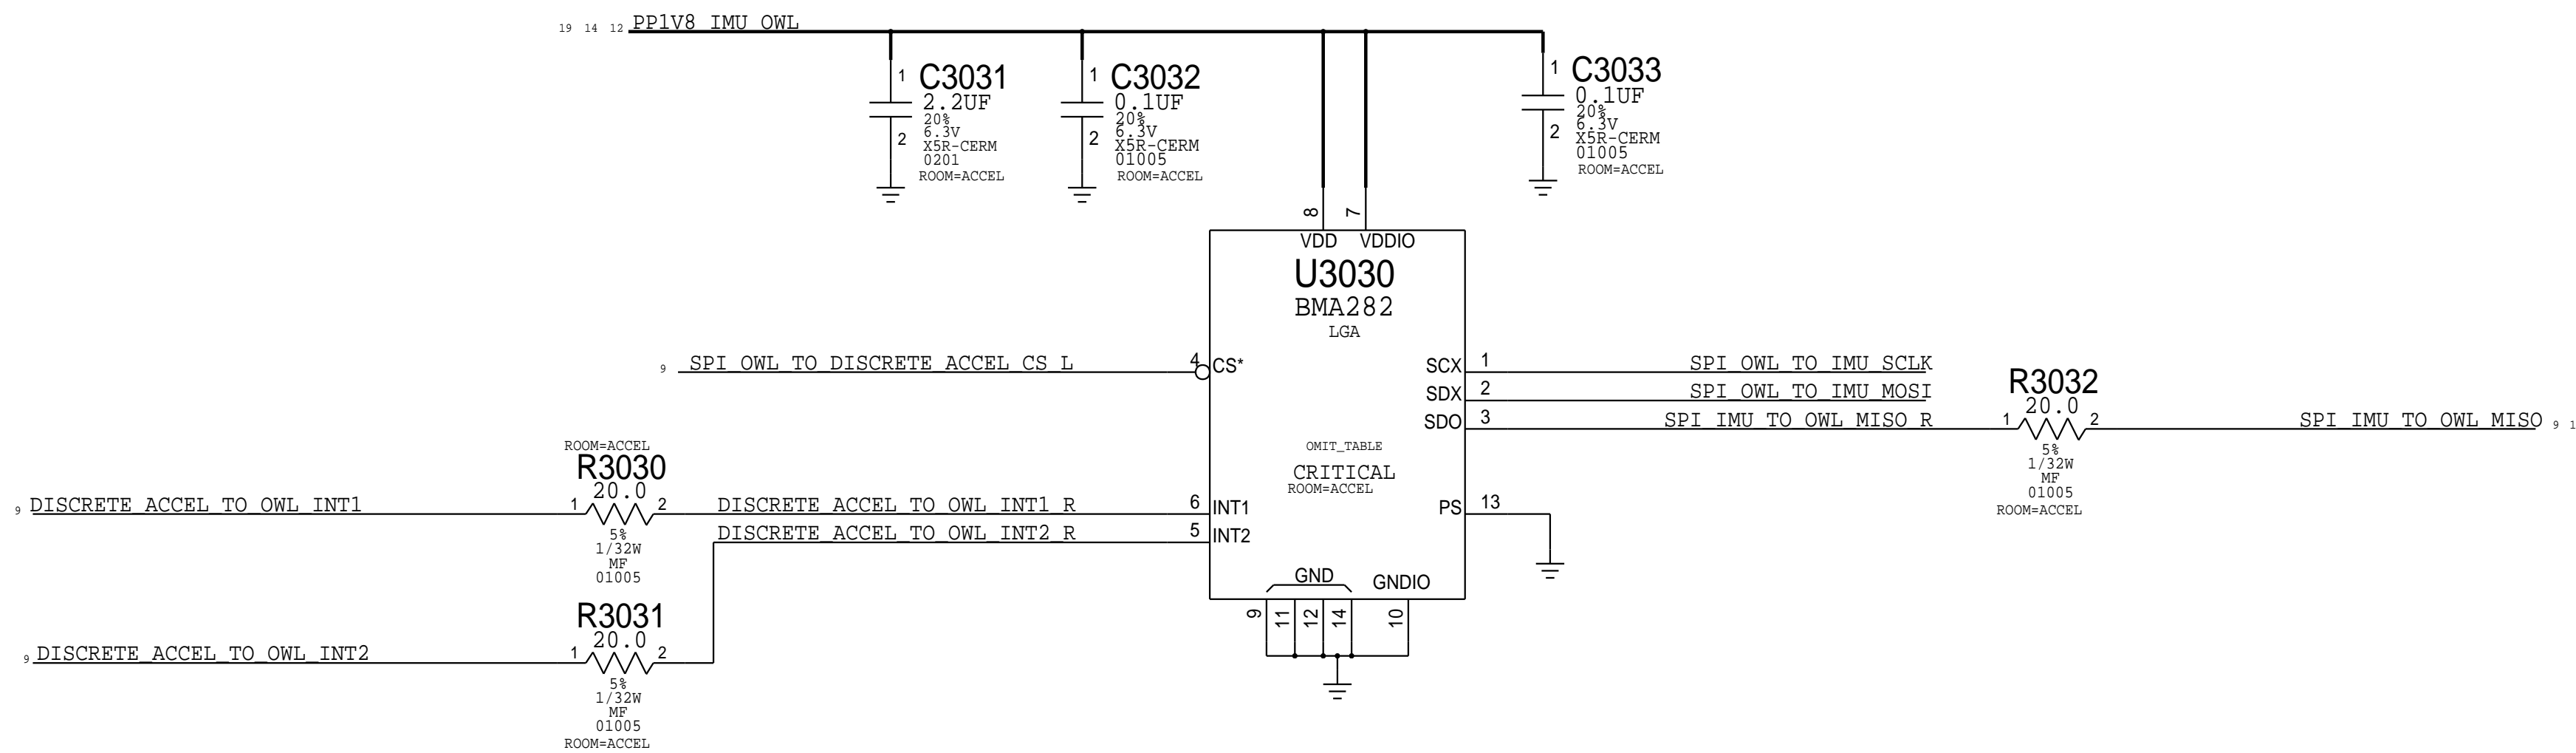 19 14 12 PP1V8_IMU_OWL
1 C3031
2.2UF
20%
6.3V
2 X5R-CERM
0201
ROOM=ACCEL
1 C3032
0.1UF
20%
6.3V
2 X5R-CERM
01005
ROOM=ACCEL
1 C3033
0.1UF
20%
6.3V
2 X5R-CERM
01005
ROOM=ACCEL
8 7
VDD VDDIO
U3030
BMA282
LGA
9 SPI_OWL_TO_DISCRETE_ACCEL_CS_L 4 CS*
SCX 1 SPI_OWL_TO_IMU_SCLK
SDX 2 SPI_OWL_TO_IMU_MOSI
SDO 3 SPI_IMU_TO_OWL_MISO_R
R3032
20.0
1 2
5%
1/32W
MF
01005
ROOM=ACCEL
SPI_IMU_TO_OWL_MISO 9 1
OMIT_TABLE
CRITICAL
ROOM=ACCEL
ROOM=ACCEL
R3030
20.0
9 DISCRETE_ACCEL_TO_OWL_INT1 1 2 DISCRETE_ACCEL_TO_OWL_INT1_R 6 INT1
5%
1/32W
MF
01005
DISCRETE_ACCEL_TO_OWL_INT2_R 5 INT2
PS 13
R3031
20.0
9 DISCRETE_ACCEL_TO_OWL_INT2 1 2
5%
1/32W
MF
01005
ROOM=ACCEL
GND GNDIO
9 11 12 14 10